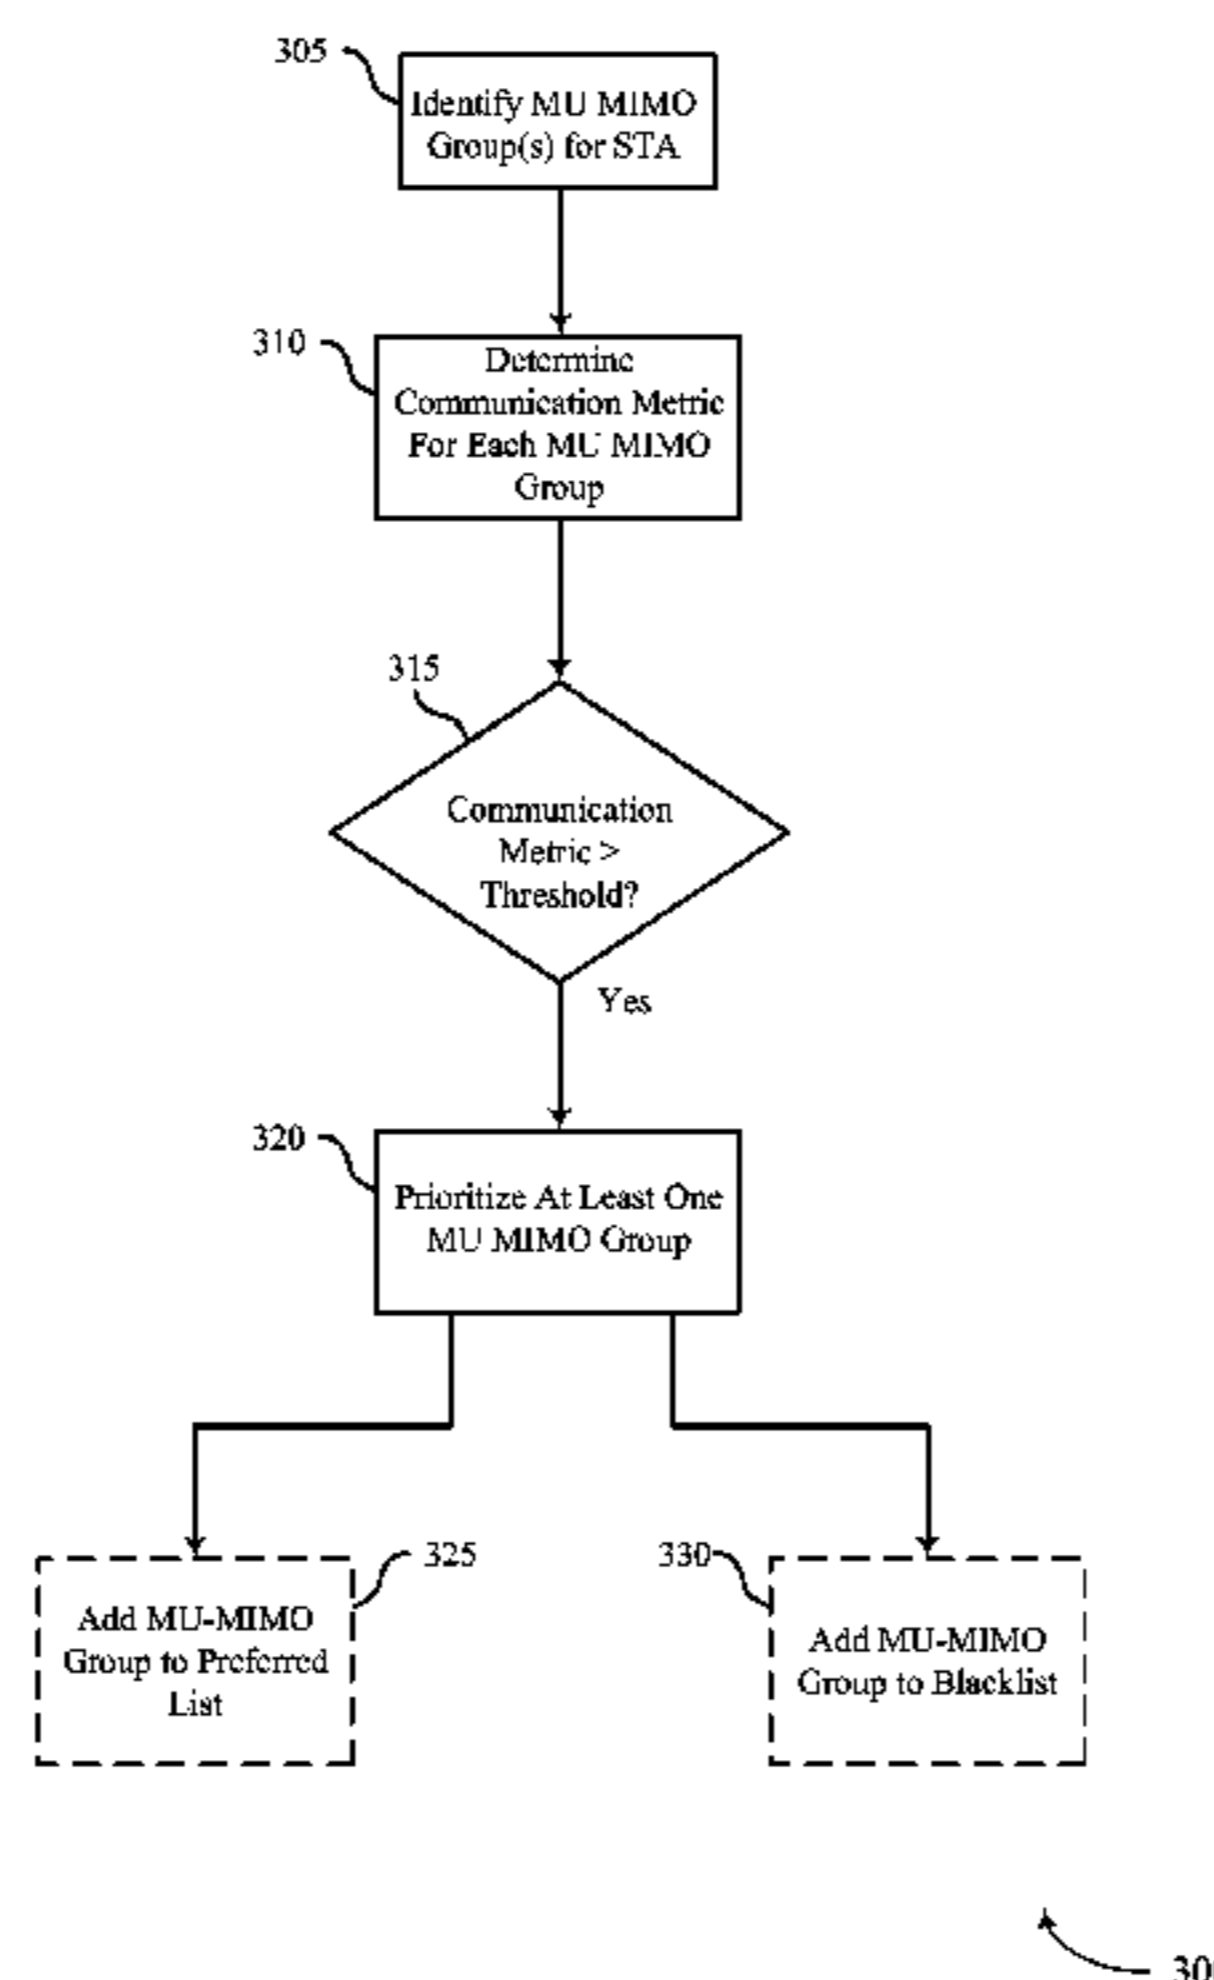 305
Identify MU MIMO
Group(s) for STA
310
Determine
Communication Metric
For Each MU MIMO
Group
315
Communication
Metric >
Threshold?
Yes
320
Prioritize At Least One
MU MIMO Group
325
330
Add MU-MIMO
Group to Preferred
List
Add MU-MIMO
Group to Blacklist